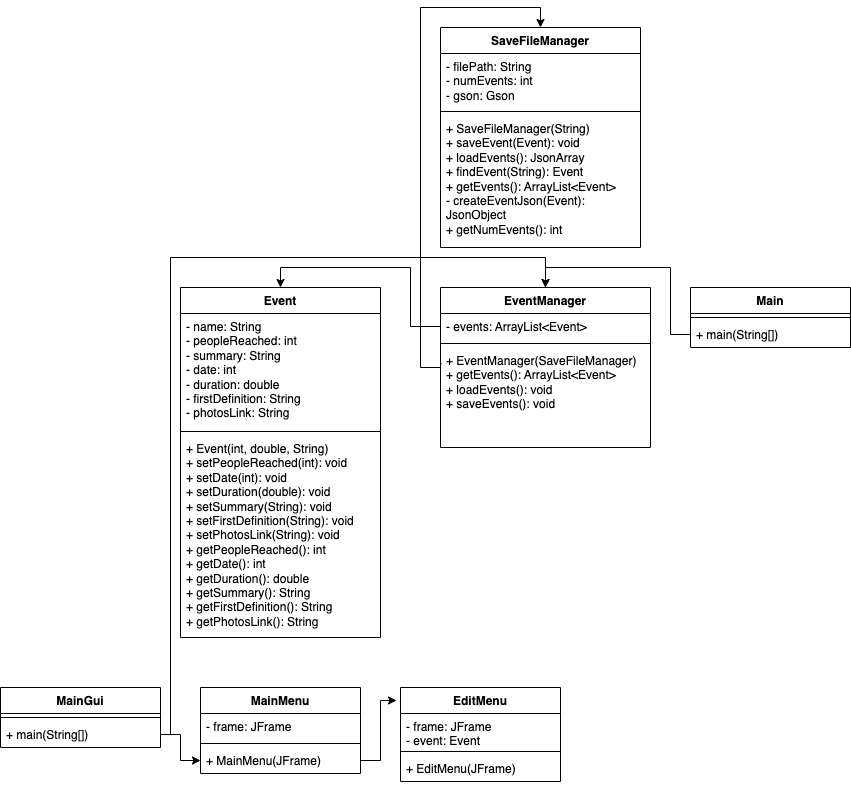 SaveFileManager
- filePath: String
- numEvents: int
- gson: Gson
+ SaveFileManager(String)
+ saveEvent(Event): void
+ loadEvents(): JsonArray
+ findEvent(String): Event
+ getEvents(): ArrayList<Event>
- createEventJson(Event):
JsonObject
+ getNumEvents(): int
Event
- name: String
- peopleReached: int
- summary: String
- date: int
- duration: double
- firstDefinition: String
- photosLink: String
+ Event(int, double, String)
+ setPeopleReached(int): void
+ setDate(int): void
+ setDuration(double): void
+ setSummary(String): void
+ setFirstDefinition(String): void
+ setPhotosLink(String): void
+ getPeopleReached(): int
+ getDate(): int
+ getDuration(): double
+ getSummary(): String
+ getFirstDefinition(): String
+ getPhotosLink(): String
EventManager
- events: ArrayList<Event>
+ EventManager(SaveFileManager)
+ getEvents(): ArrayList<Event>
+ loadEvents(): void
+ saveEvents(): void
Main
+ main(String[])
MainGui
+ main(String[])
MainMenu
- frame: JFrame
+ MainMenu(JFrame)
EditMenu
- frame: JFrame
- event: Event
+ EditMenu(JFrame)